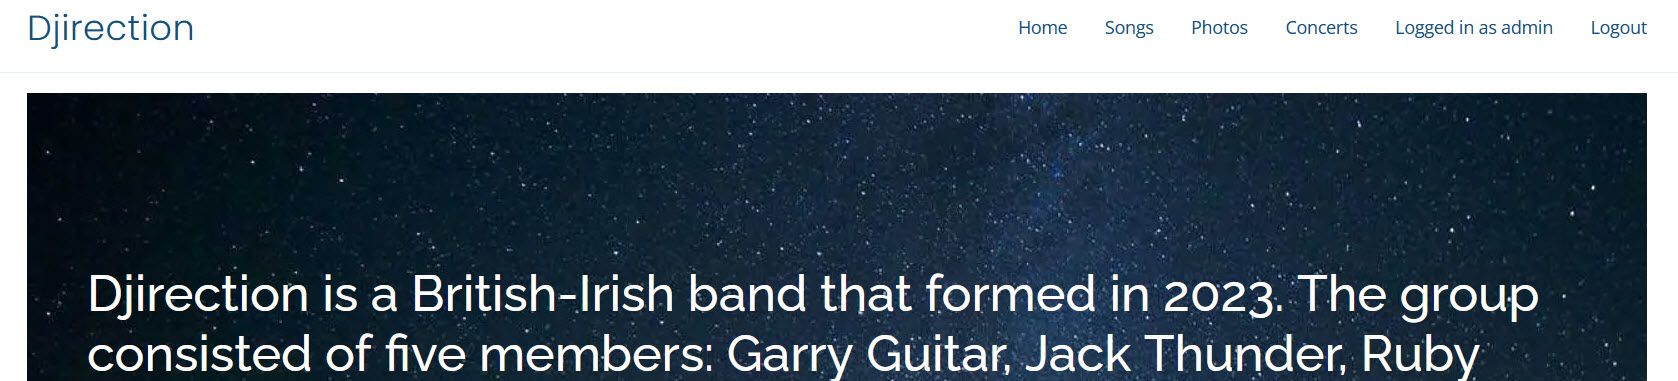 Djirection
Home Songs Photos Concerts Logged in as admin Logout
Djirection is a British-Irish band that formed in 2023. The group
consisted of five members: Garry Guitar, Jack Thunder, Ruby